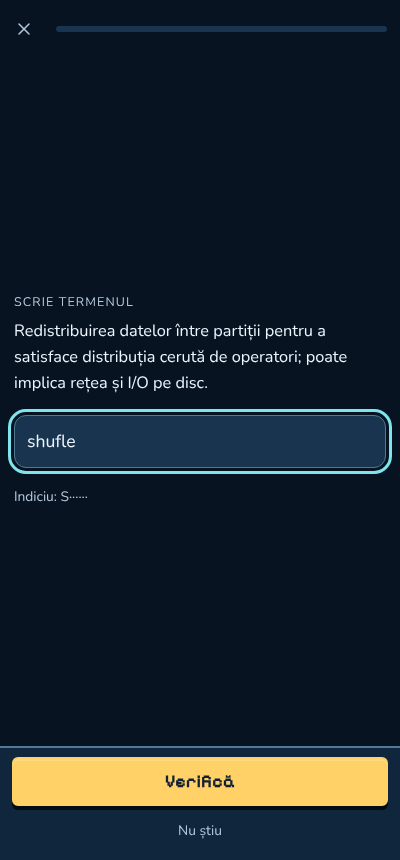 SCRIE TERMENUL
Redistribuirea datelor între partiții pentru a
satisface distribuția cerută de operatori; poate
implica rețea și I/O pe disc.
shufle
Indiciu: S······
Verifică
Nu știu